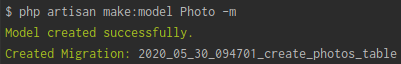 $ php artisan make:model Photo -m
Model created successfully.
Created Migration: 2020_05_30_094701_create_photos_table